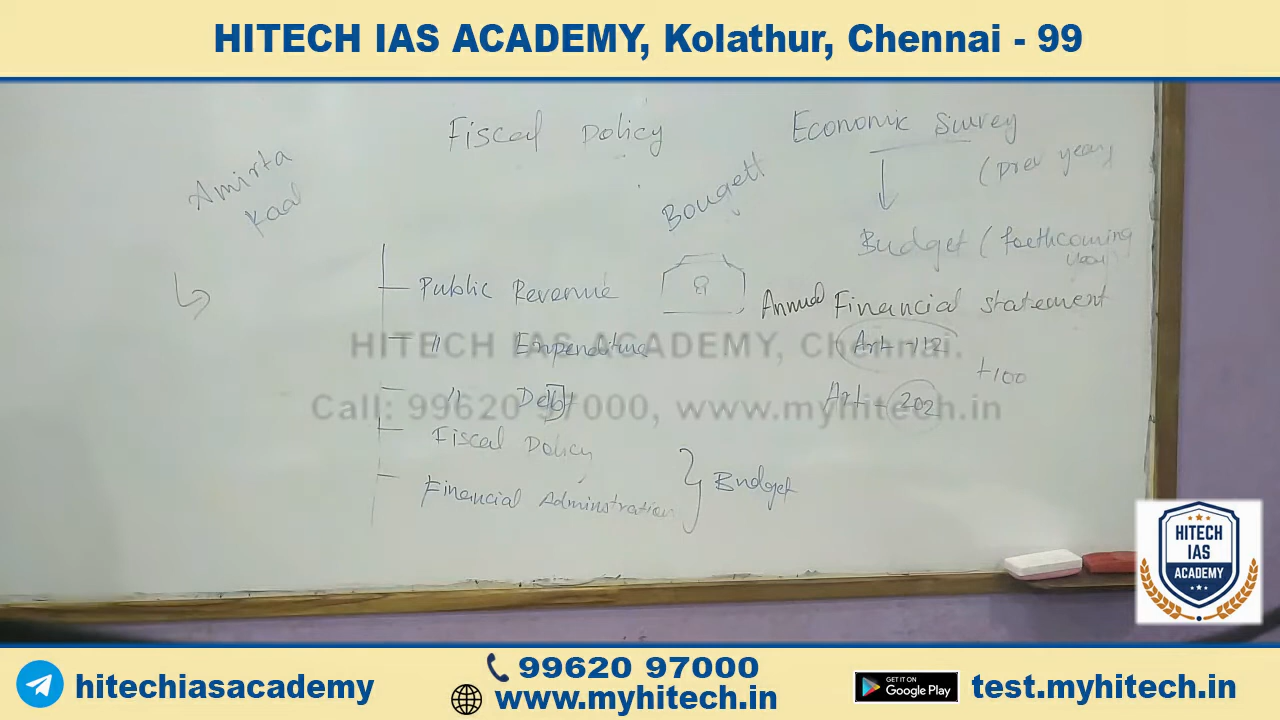 HITECH IAS ACADEMY, Kolathur, Chennai - 99
Fiscal Policy
Economic Survey
(prev year)
Amirta
Kaal
Bougett
Budget (forthcoming
year)
Public Revenue
Annual Financial statement
" Expenditure
HITECH IAS ACADEMY, Chennai.
Art - 112
+100
" Debt
Art - 202
Call: 99620 97000, www.myhitech.in
Fiscal Policy
Financial Adminstration
Budget
HITECH
IAS
ACADEMY
hitechiasacademy
99620 97000
www.myhitech.in
GET IT ON
Google Play
test.myhitech.in